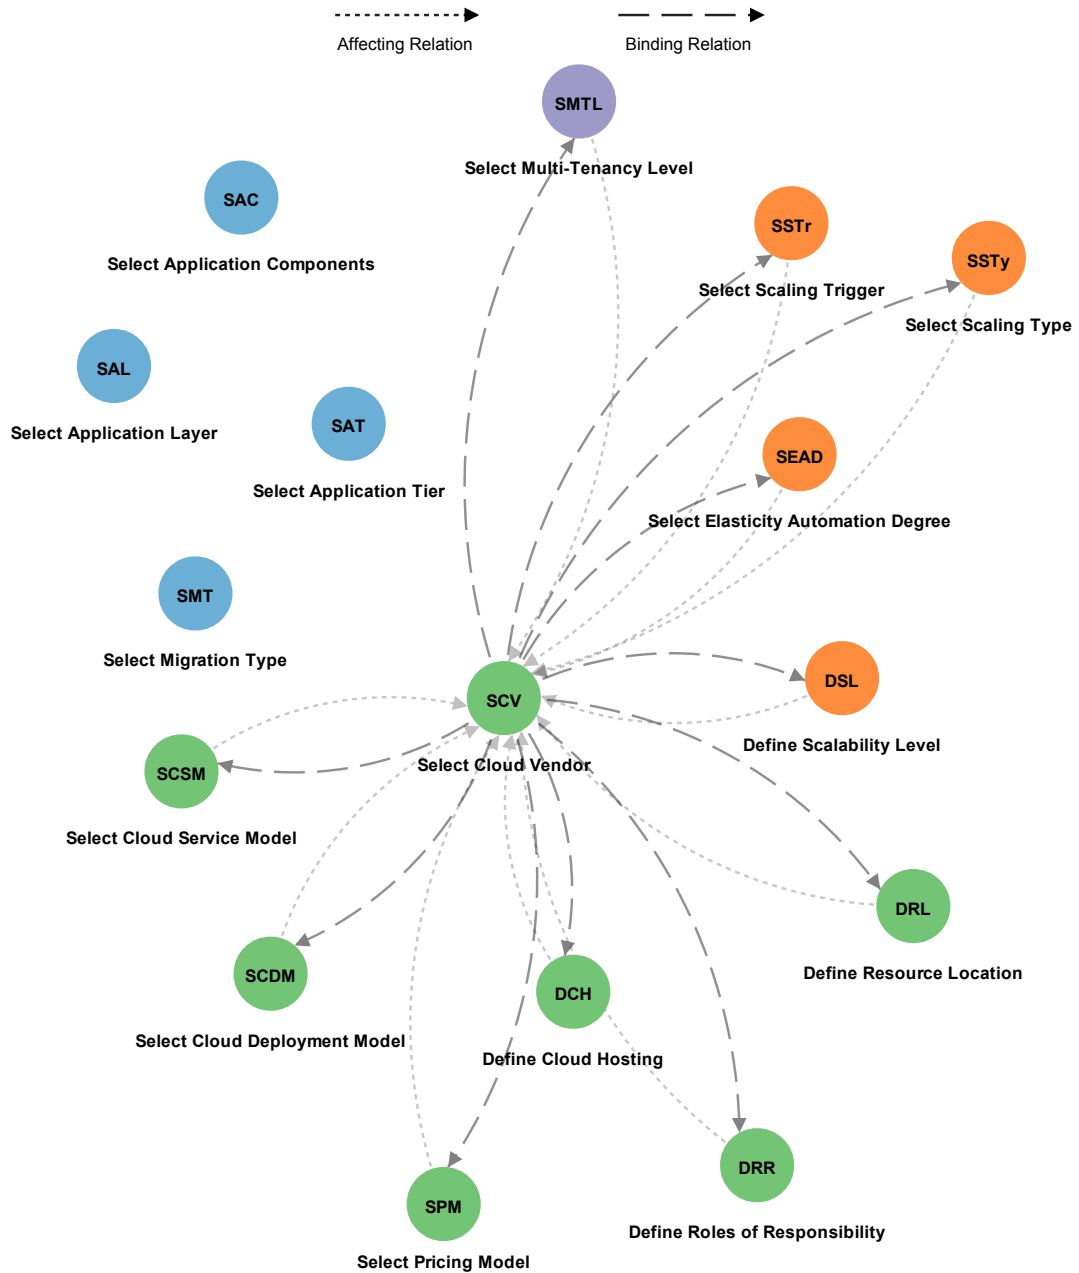 Affecting Relation
Binding Relation
SMTL
Select Multi-Tenancy Level
SAC
Select Application Components
SSTr
Select Scaling Trigger
SSTy
Select Scaling Type
SAL
Select Application Layer
SAT
Select Application Tier
SEAD
Select Elasticity Automation Degree
SMT
Select Migration Type
SCV
Select Cloud Vendor
DSL
Define Scalability Level
SCSM
Select Cloud Service Model
DRL
Define Resource Location
SCDM
Select Cloud Deployment Model
DCH
Define Cloud Hosting
DRR
Define Roles of Responsibility
SPM
Select Pricing Model